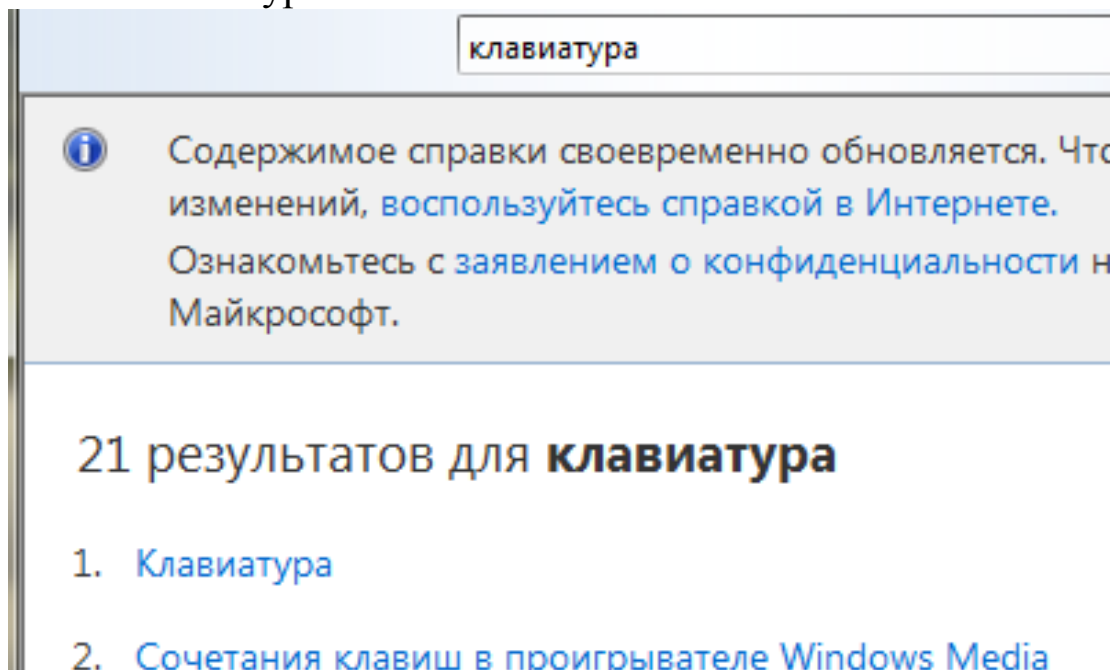 клавиатура
Содержимое справки своевременно обновляется.
изменений, воспользуйтесь справкой в Интернете.
Ознакомьтесь с заявлением о конфиденциальности
Майкрософт.
21 результатов для клавиатура
1. Клавиатура
2. Сочетания клавиш в проигрывателе Windows Media